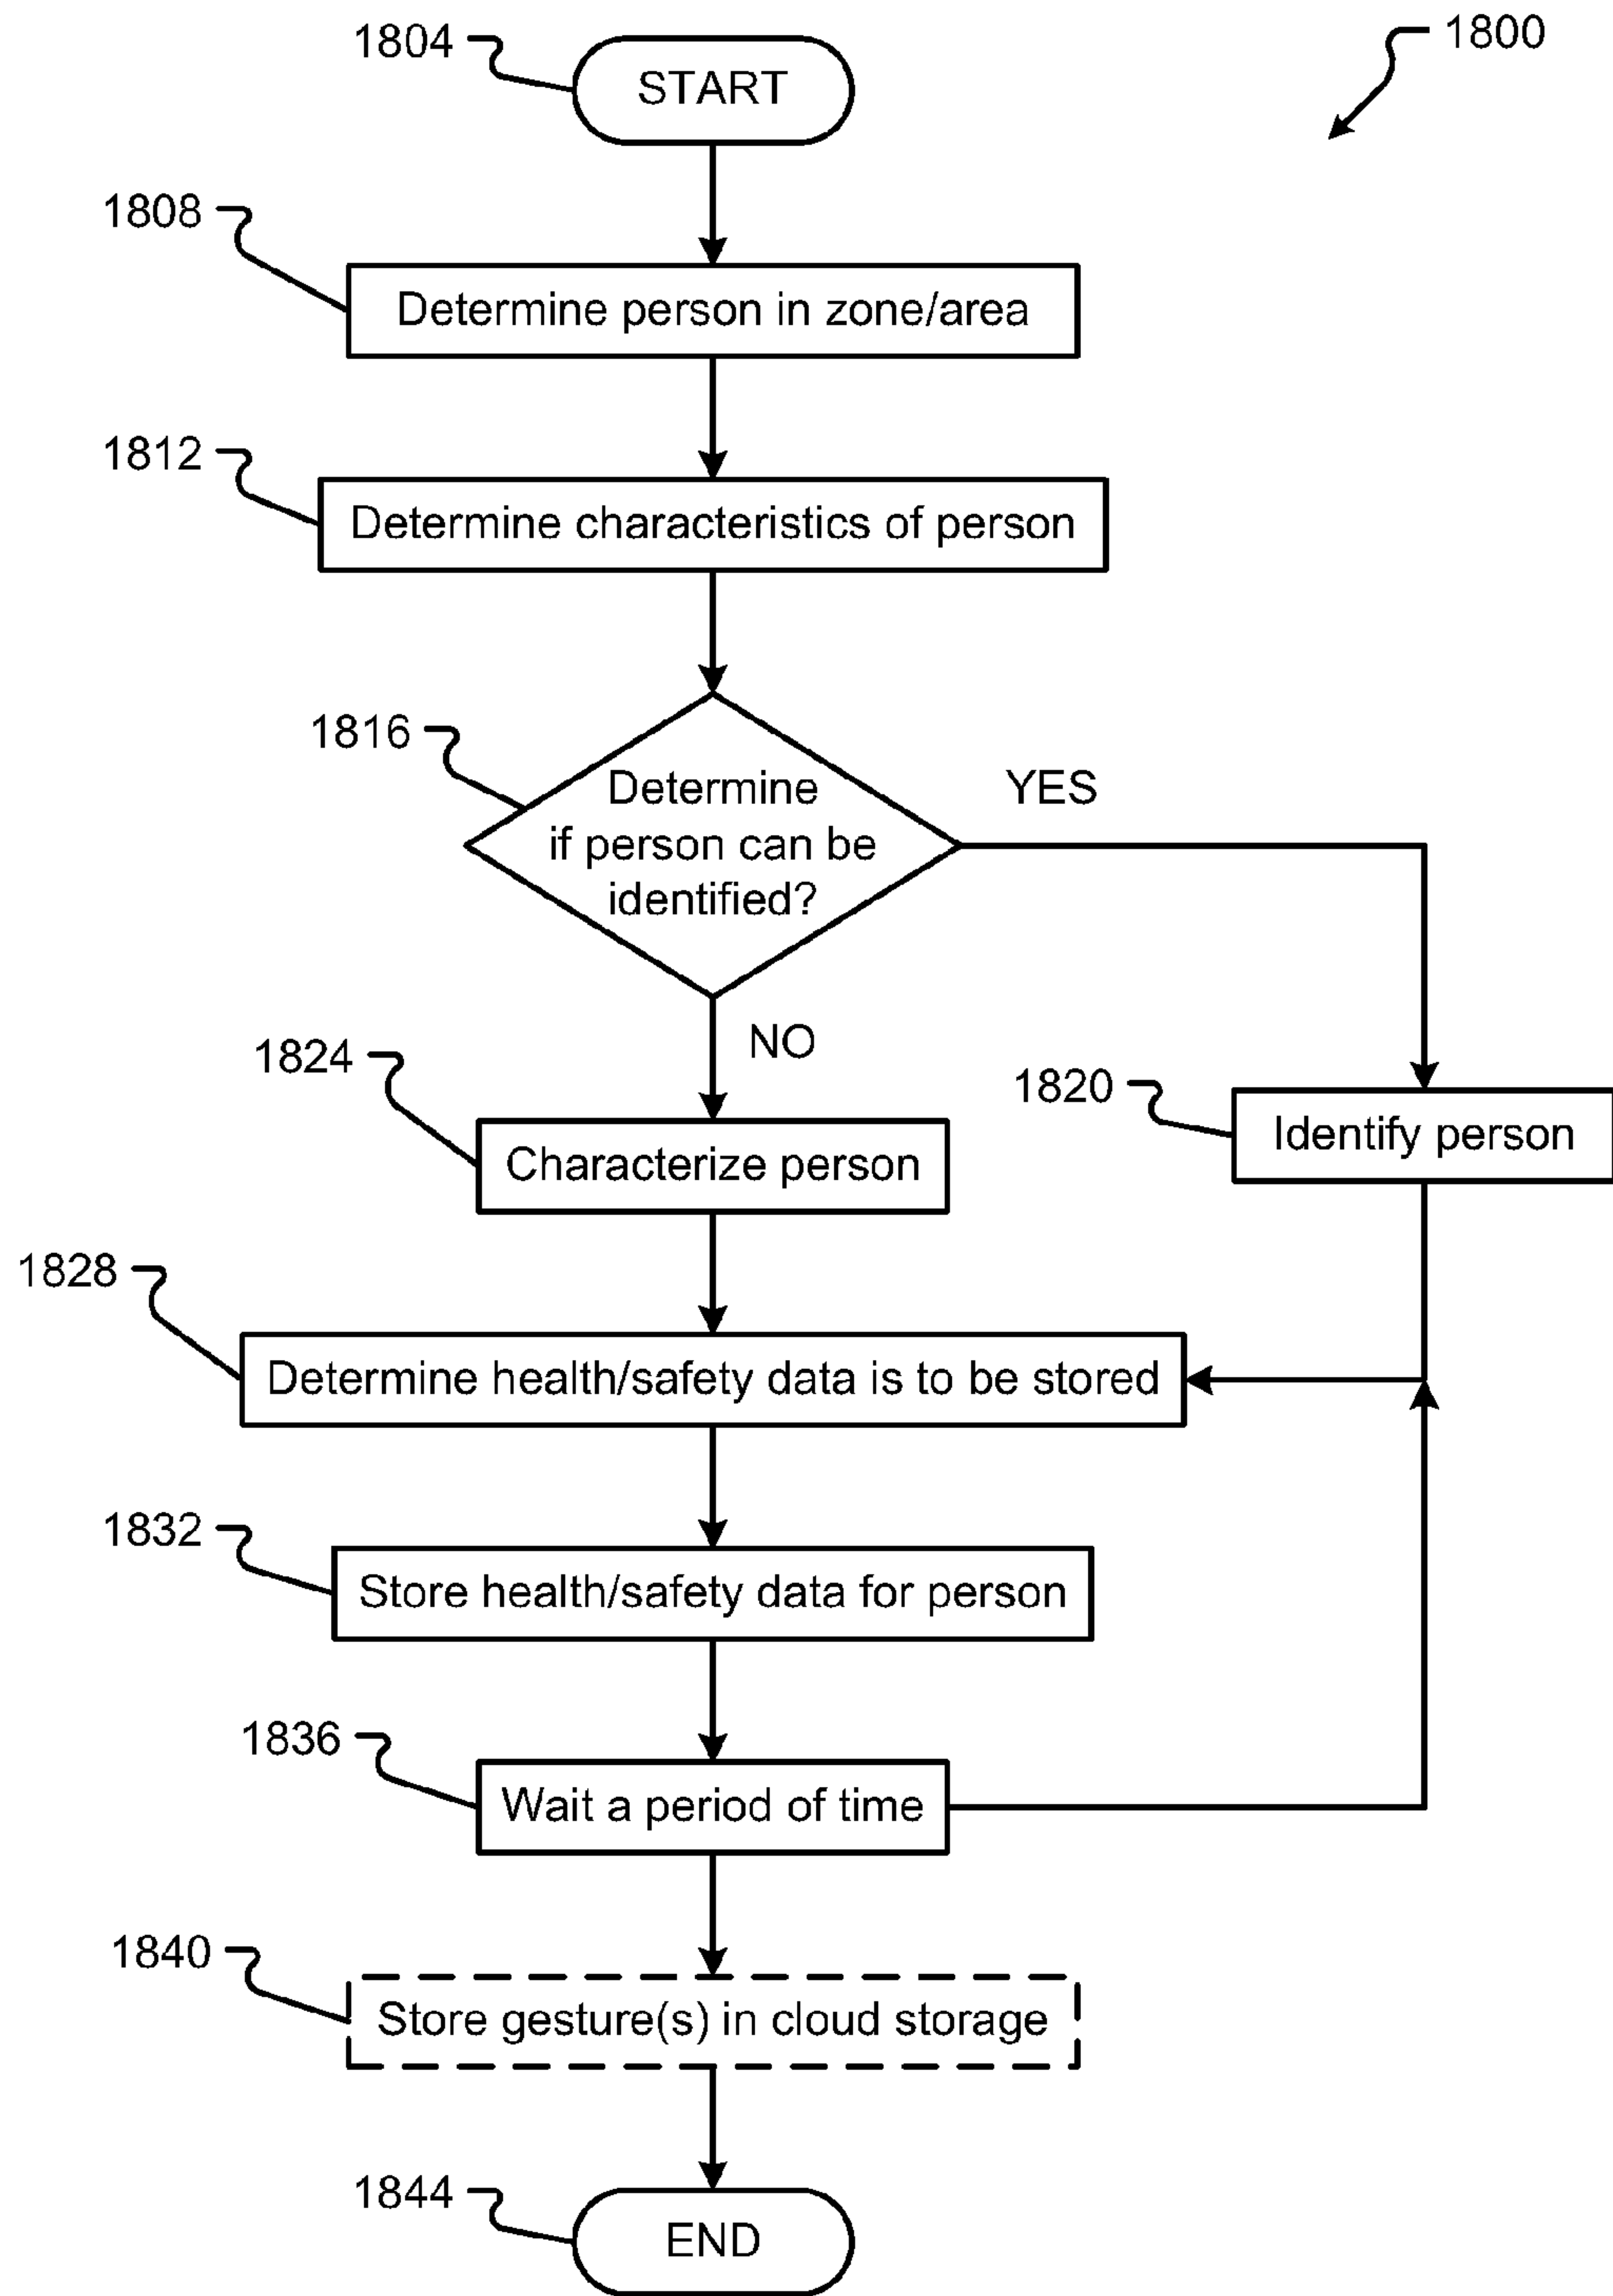 1804
START
1800
1808
Determine person in zone/area
1812
Determine characteristics of person
1816
Determine
if person can be
identified?
YES
NO
1824
Characterize person
1820
Identify person
1828
Determine health/safety data is to be stored
1832
Store health/safety data for person
1836
Wait a period of time
1840
Store gesture(s) in cloud storage
1844
END